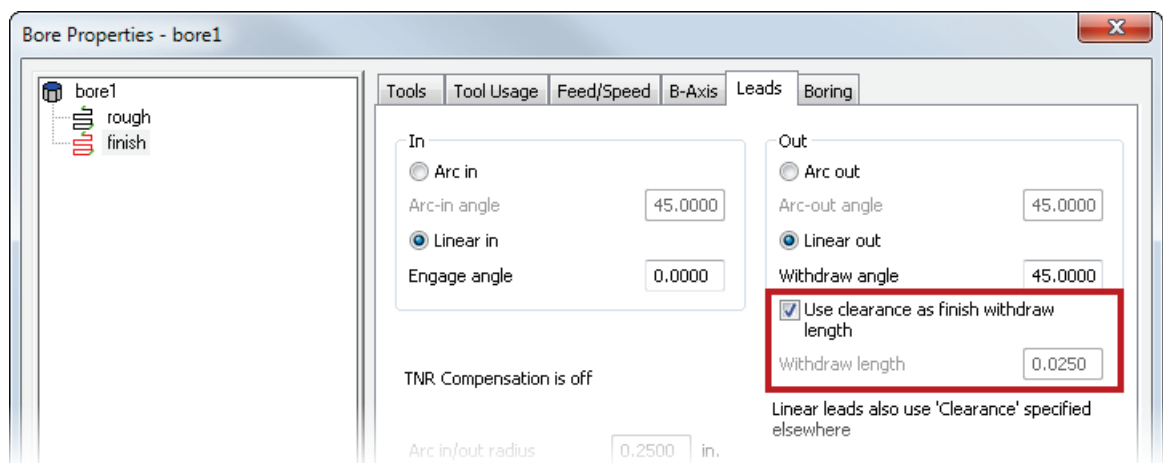 Bore Properties - bore1
bore1
rough
finish
Tools Tool Usage Feed/Speed B-Axis Leads Boring
In
Arc in
Arc-in angle 45.0000
Linear in
Engage angle 0.0000
Out
Arc out
Arc-out angle 45.0000
Linear out
Withdraw angle 45.0000
Use clearance as finish withdraw
length
Withdraw length 0.0250
TNR Compensation is off
Linear leads also use 'Clearance' specified
elsewhere
Arc in/out radius 0.2500 in.